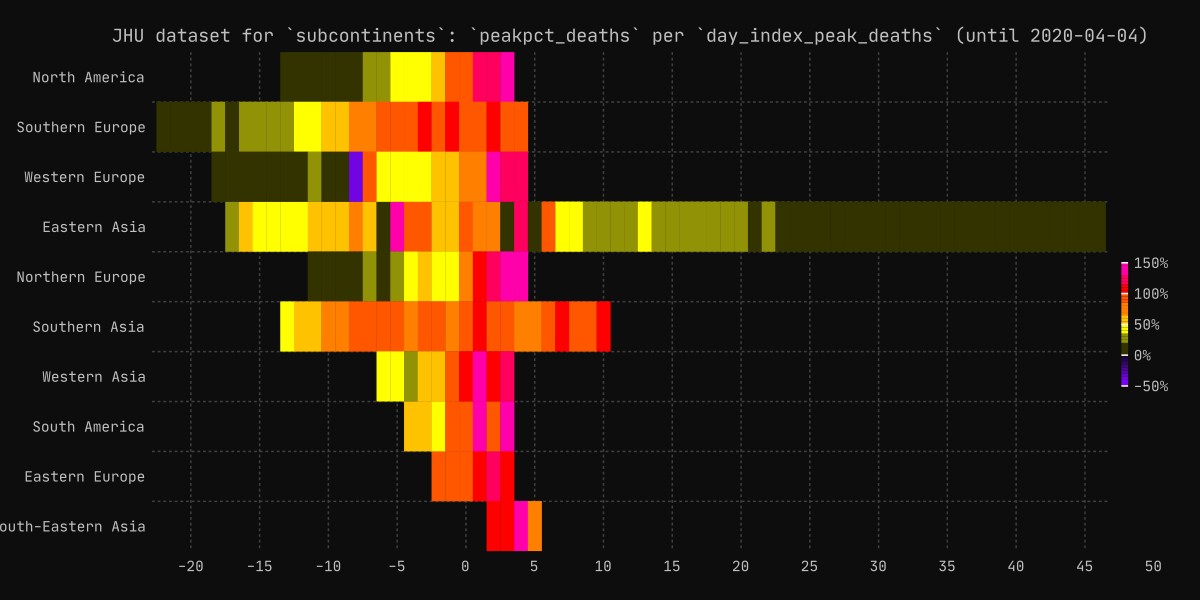 JHU dataset for `subcontinents`: `peakpct_deaths` per `day_index_peak_deaths` (until 2020-04-04)
North America
Southern Europe
Western Europe
Eastern Asia
Northern Europe
Southern Asia
Western Asia
South America
Eastern Europe
outh-Eastern Asia
150%
100%
50%
0%
-50%
-20 -15 -10 -5 0 5 10 15 20 25 30 35 40 45 50